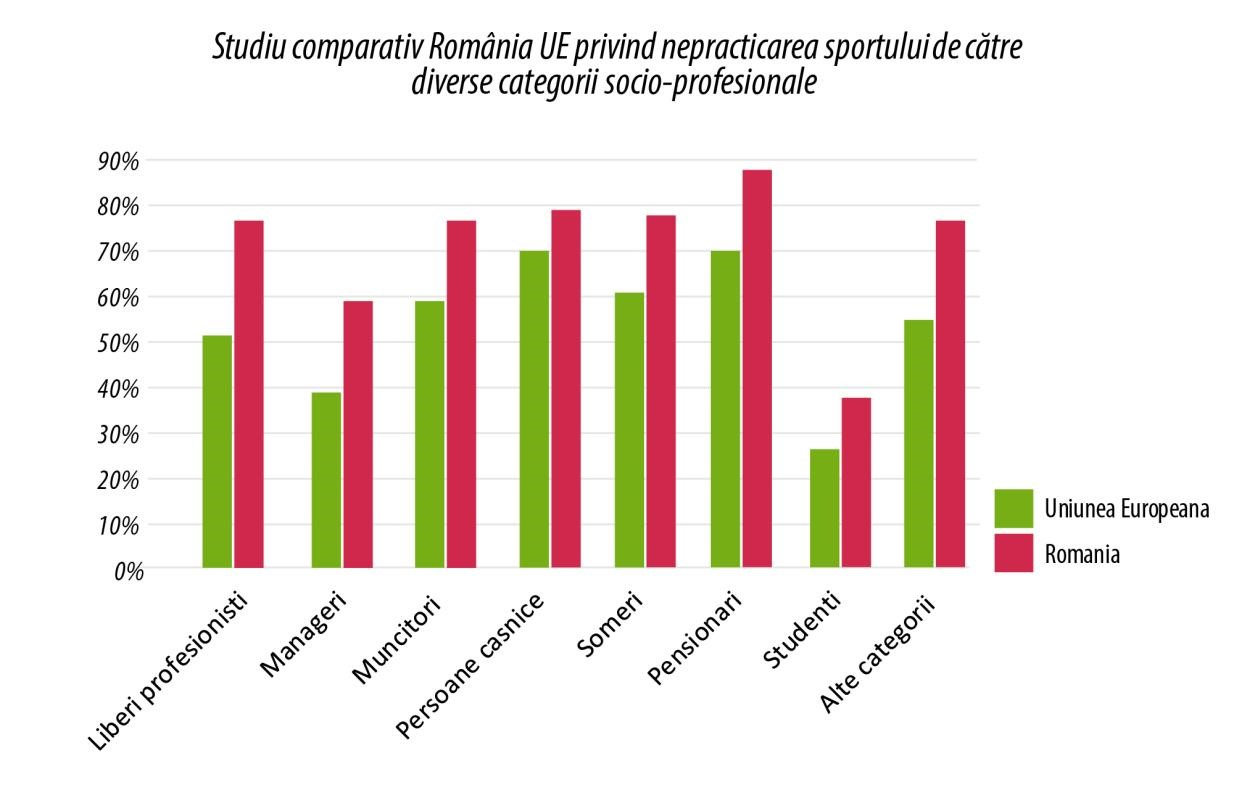 Studiu comparativ România UE privind nepracticarea sportului de către
diverse categorii socio-profesionale
90%
80%
70%
60%
50%
40%
30%
20%
10%
0%
Liberi profesionisti
Manageri
Muncitori
Persoane casnice
Someri
Pensionari
Studenti
Alte categorii
Uniunea Europeana
Romania